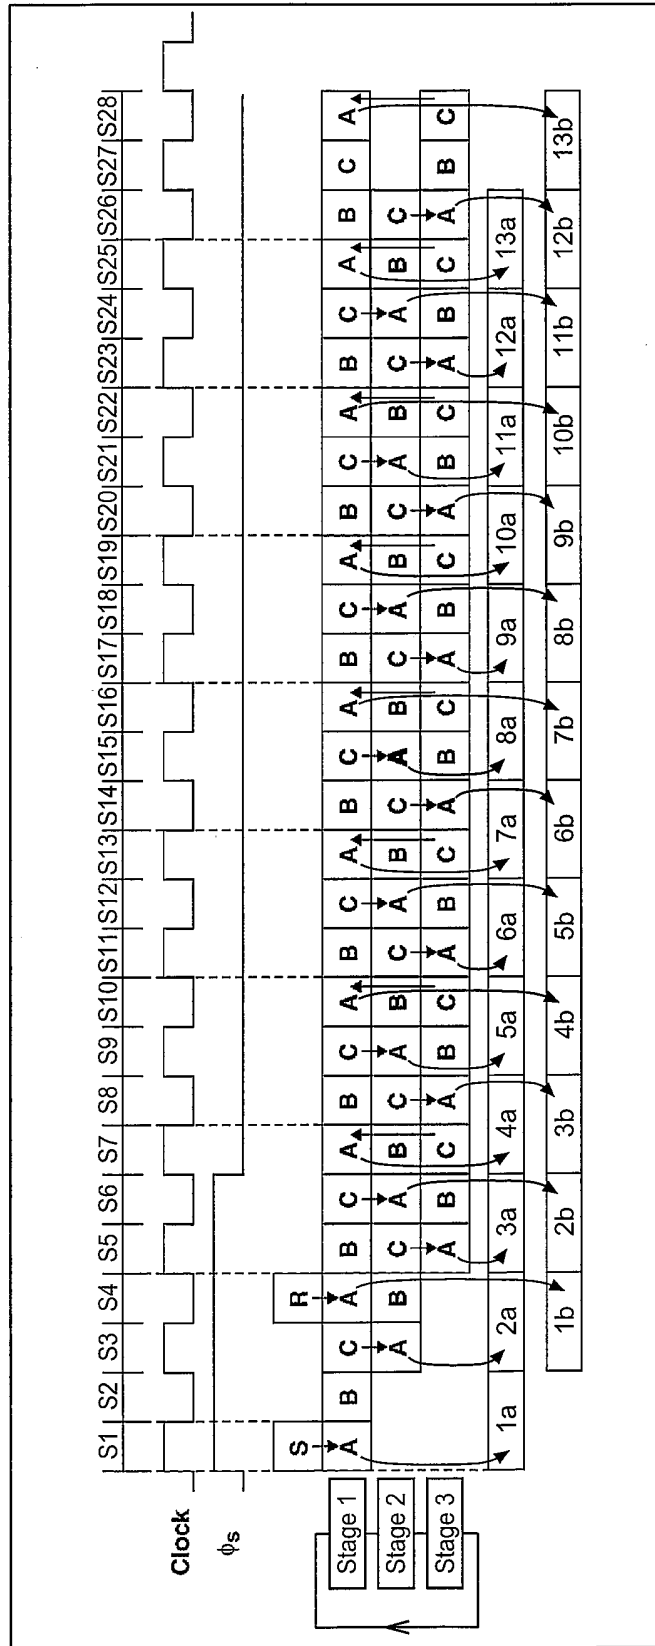 S1 S2 S3 S4 S5 S6 S7 S8 S9 S10 S11 S12 S13 S14 S15 S16 S17 S18 S19 S20 S21 S22 S23 S24 S25 S26 S27 S28
Clock
ϕs
S R
Stage 1 A B C A B C A B C A B C A B C A B C A B C A B C A B C A
Stage 2 A B C A B C A B C A B C A B C A B C A B C A B C
Stage 3 A B C A B C A B C A B C A B C A B C A B C A B C
1a 2a 3a 4a 5a 6a 7a 8a 9a 10a 11a 12a 13a
1b 2b 3b 4b 5b 6b 7b 8b 9b 10b 11b 12b 13b